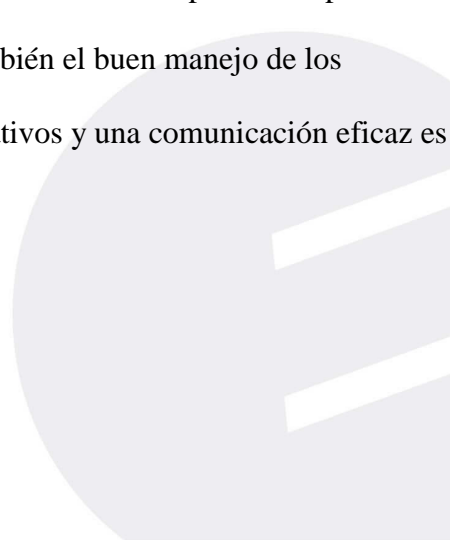 bién el buen manejo de los
tivos y una comunicación eficaz es